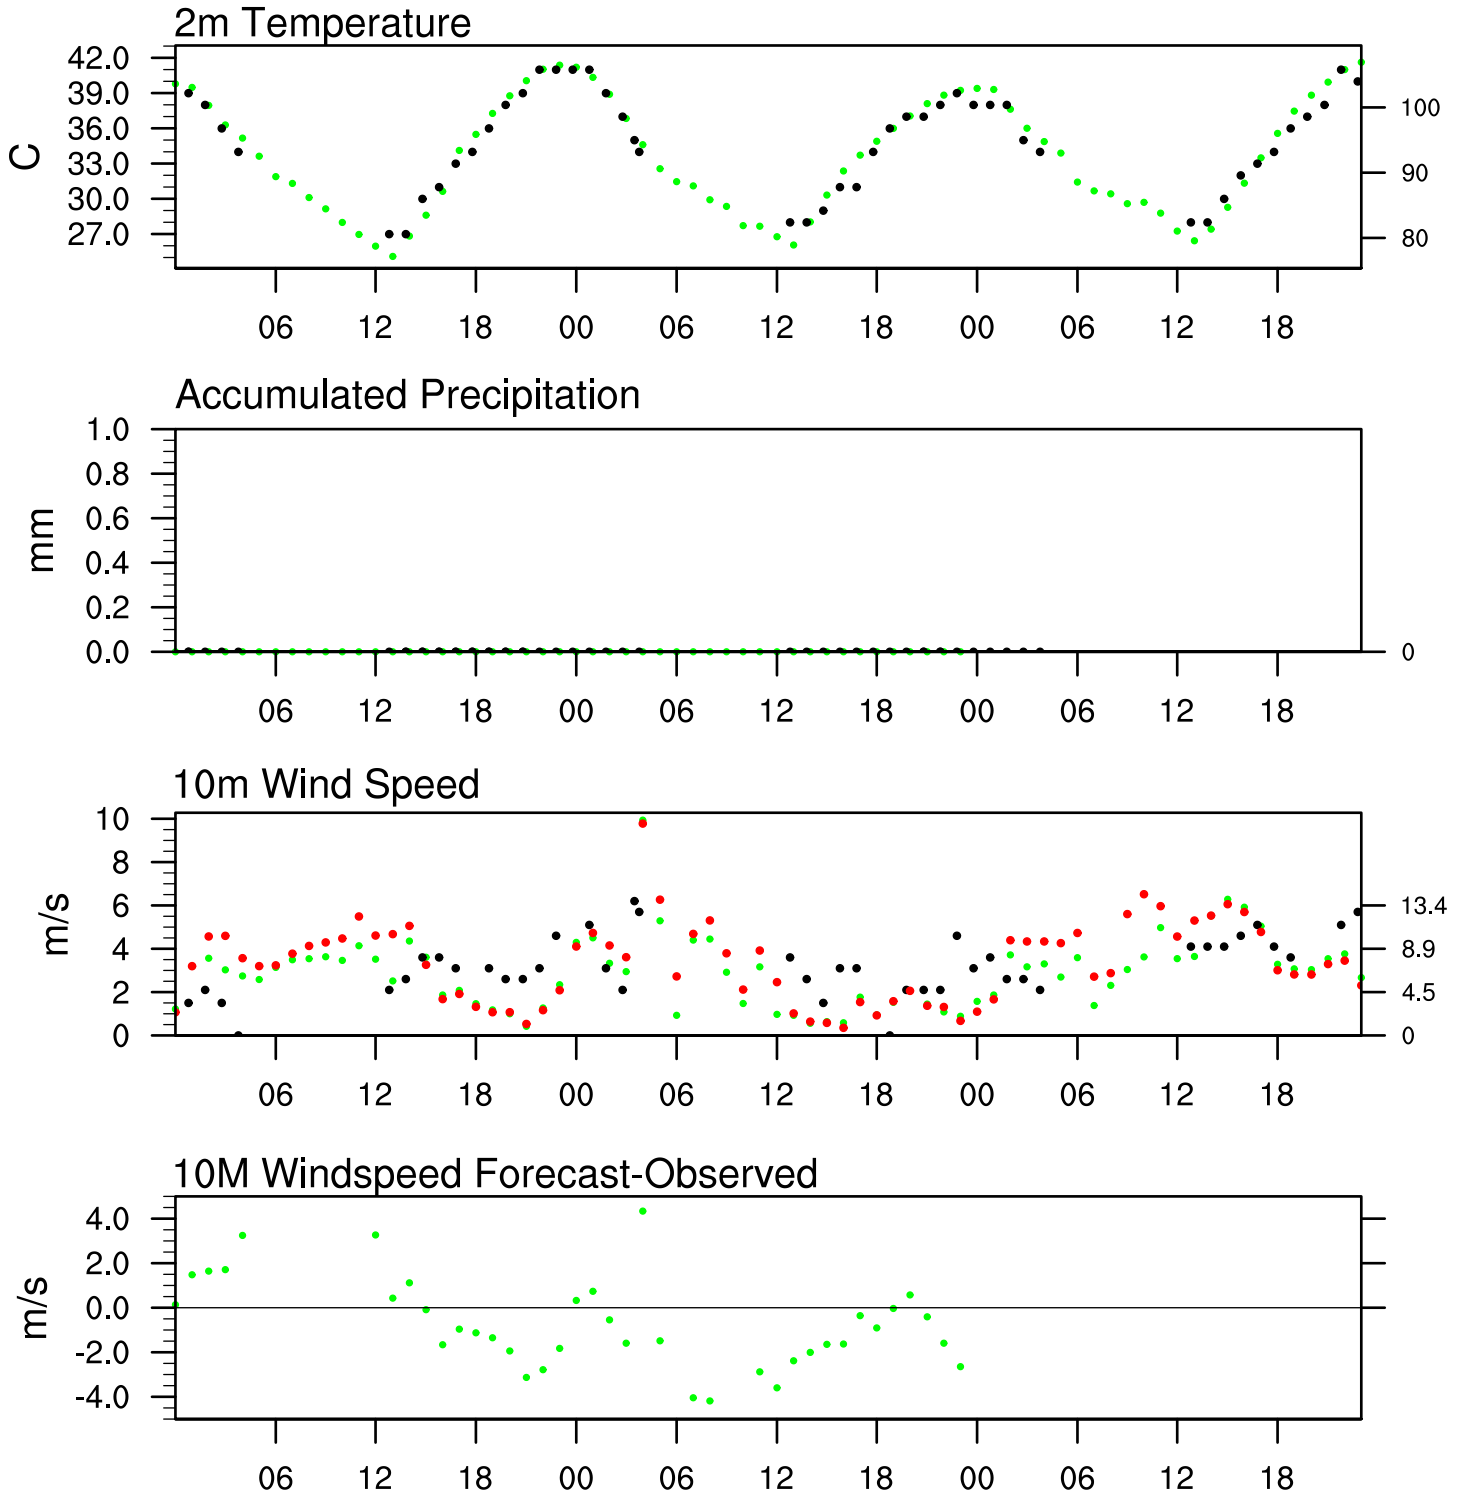 2m Temperature
42.0
39.0
36.0
33.0
30.0
27.0
C
100
90
80
06 12 18 00 06 12 18 00 06 12 18
Accumulated Precipitation
1.0
0.8
0.6
0.4
0.2
0.0
mm
0
06 12 18 00 06 12 18 00 06 12 18
10m Wind Speed
10
8
6
4
2
0
m/s
13.4
8.9
4.5
0
06 12 18 00 06 12 18 00 06 12 18
10M Windspeed Forecast-Observed
4.0
2.0
0.0
-2.0
-4.0
m/s
06 12 18 00 06 12 18 00 06 12 18